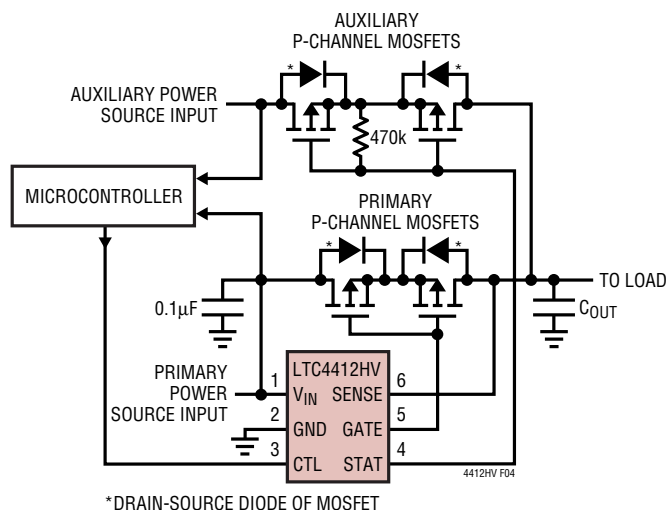 AUXILIARY
P-CHANNEL MOSFETS
*
*
AUXILIARY POWER
SOURCE INPUT
470k
MICROCONTROLLER
PRIMARY
P-CHANNEL MOSFETS
*
*
TO LOAD
0.1µF
COUT
PRIMARY
POWER
SOURCE INPUT
LTC4412HV
1
VIN
SENSE
6
2
GND
GATE
5
3
CTL
STAT
4
4412HV F04
*DRAIN-SOURCE DIODE OF MOSFET